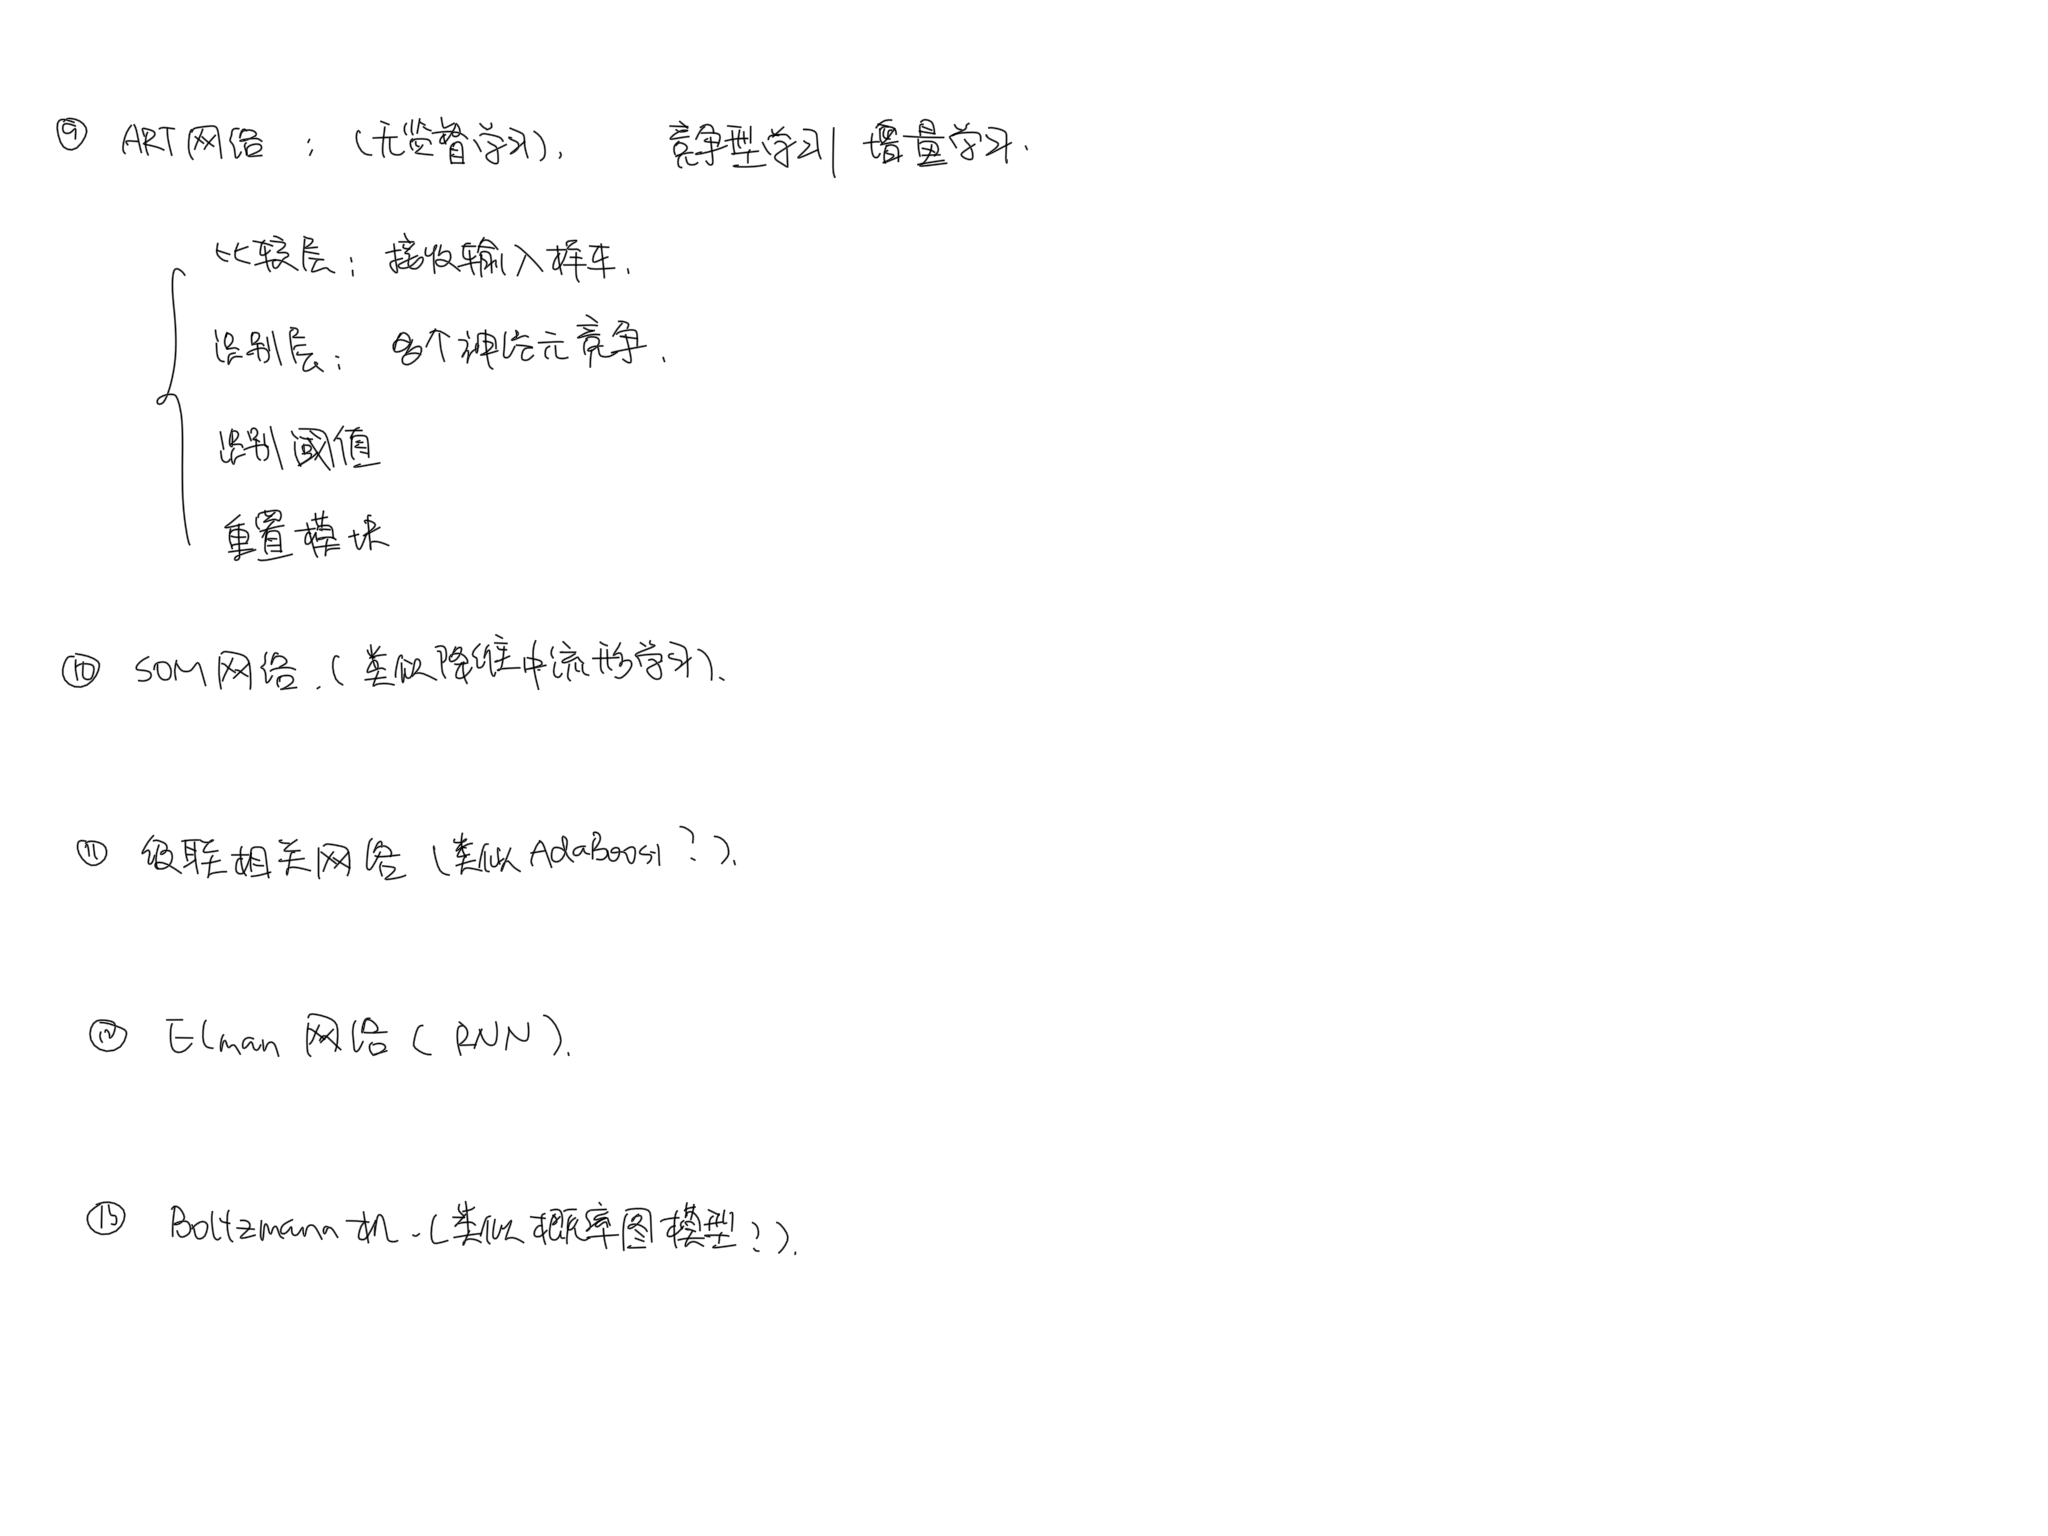 ⑨ ART网络：(无监督学习)． 竞争型学习| 增量学习．
比较层：接收输入样本．
识别层：各个神经元竞争．
识别阈值
重置模块
⑩ SOM网络．(类似降维中流形学习)．
⑪ 级联相关网络 (类似AdaBoost？)．
⑫ Elman 网络 (RNN)．
⑬ Boltzmann机．(类似概率图模型？)．